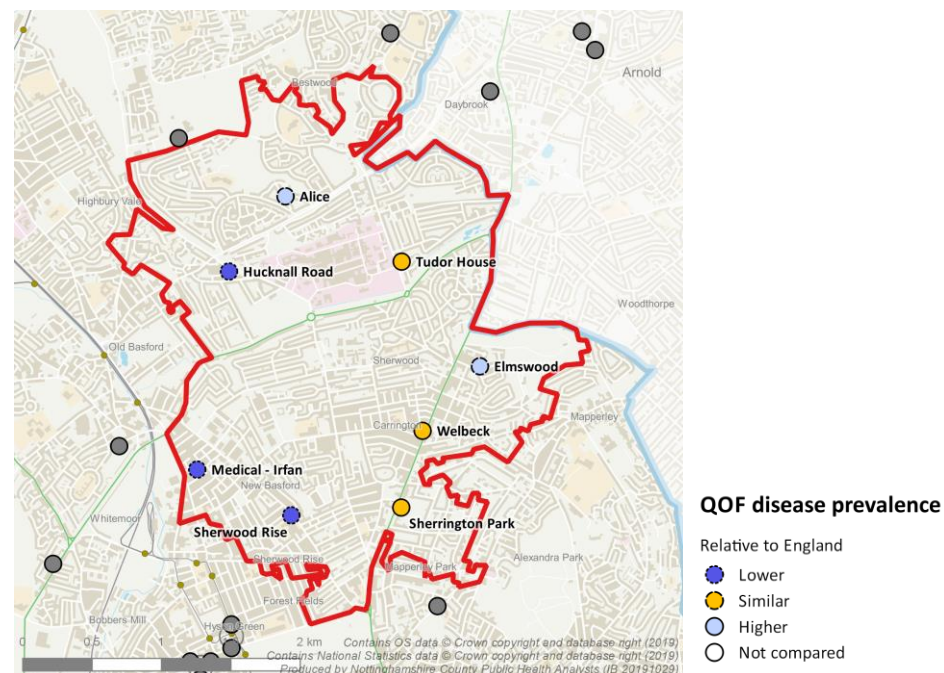 Bestwood
Arnold
Daybrook
Highbury Vale
Alice
Hucknall Road
Tudor House
Woodthorpe
Old Basford
Sherwood
Elmswood
Mapperley
Carrington
Welbeck
Medical - Irfan
New Basford
Whitemoor
Sherwood Rise
Sherrington Park
Sherwood Rise
Mapperley Park
Alexandra Park
Forest Fields
Bobbers Mill
Hyson Green
0 0.5 1 2 km
Contains OS data © Crown copyright and database right (2019)
Contains National Statistics data © Crown copyright and database right (2019)
Produced by Nottinghamshire County Public Health Analysts (IB 20191029)
QOF disease prevalence
Relative to England
Lower
Similar
Higher
Not compared